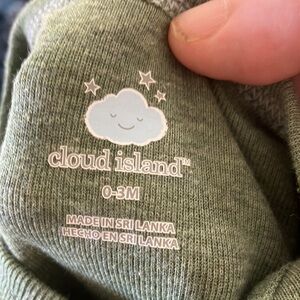 cloud island™
0-3M
MADE IN SRI LANKA
HECHO EN SRI LANKA